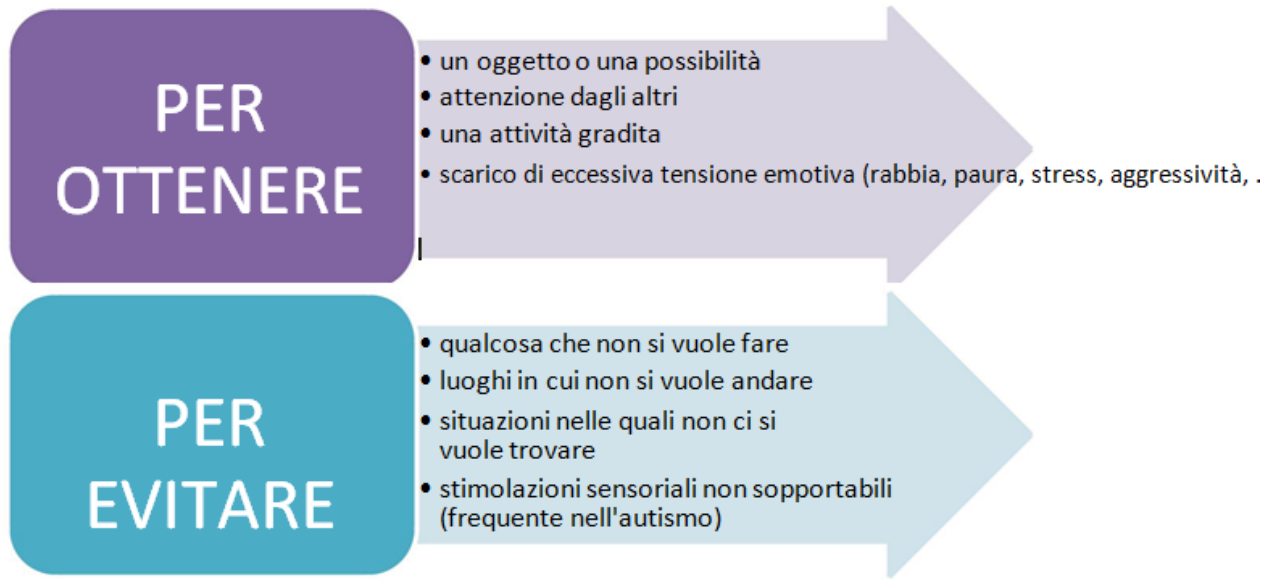 PER
OTTENERE
• un oggetto o una possibilità
• attenzione dagli altri
• una attività gradita
• scarico di eccessiva tensione emotiva (rabbia, paura, stress, aggressività, .
PER
EVITARE
• qualcosa che non si vuole fare
• luoghi in cui non si vuole andare
• situazioni nelle quali non ci si
vuole trovare
• stimolazioni sensoriali non sopportabili
(frequente nell'autismo)